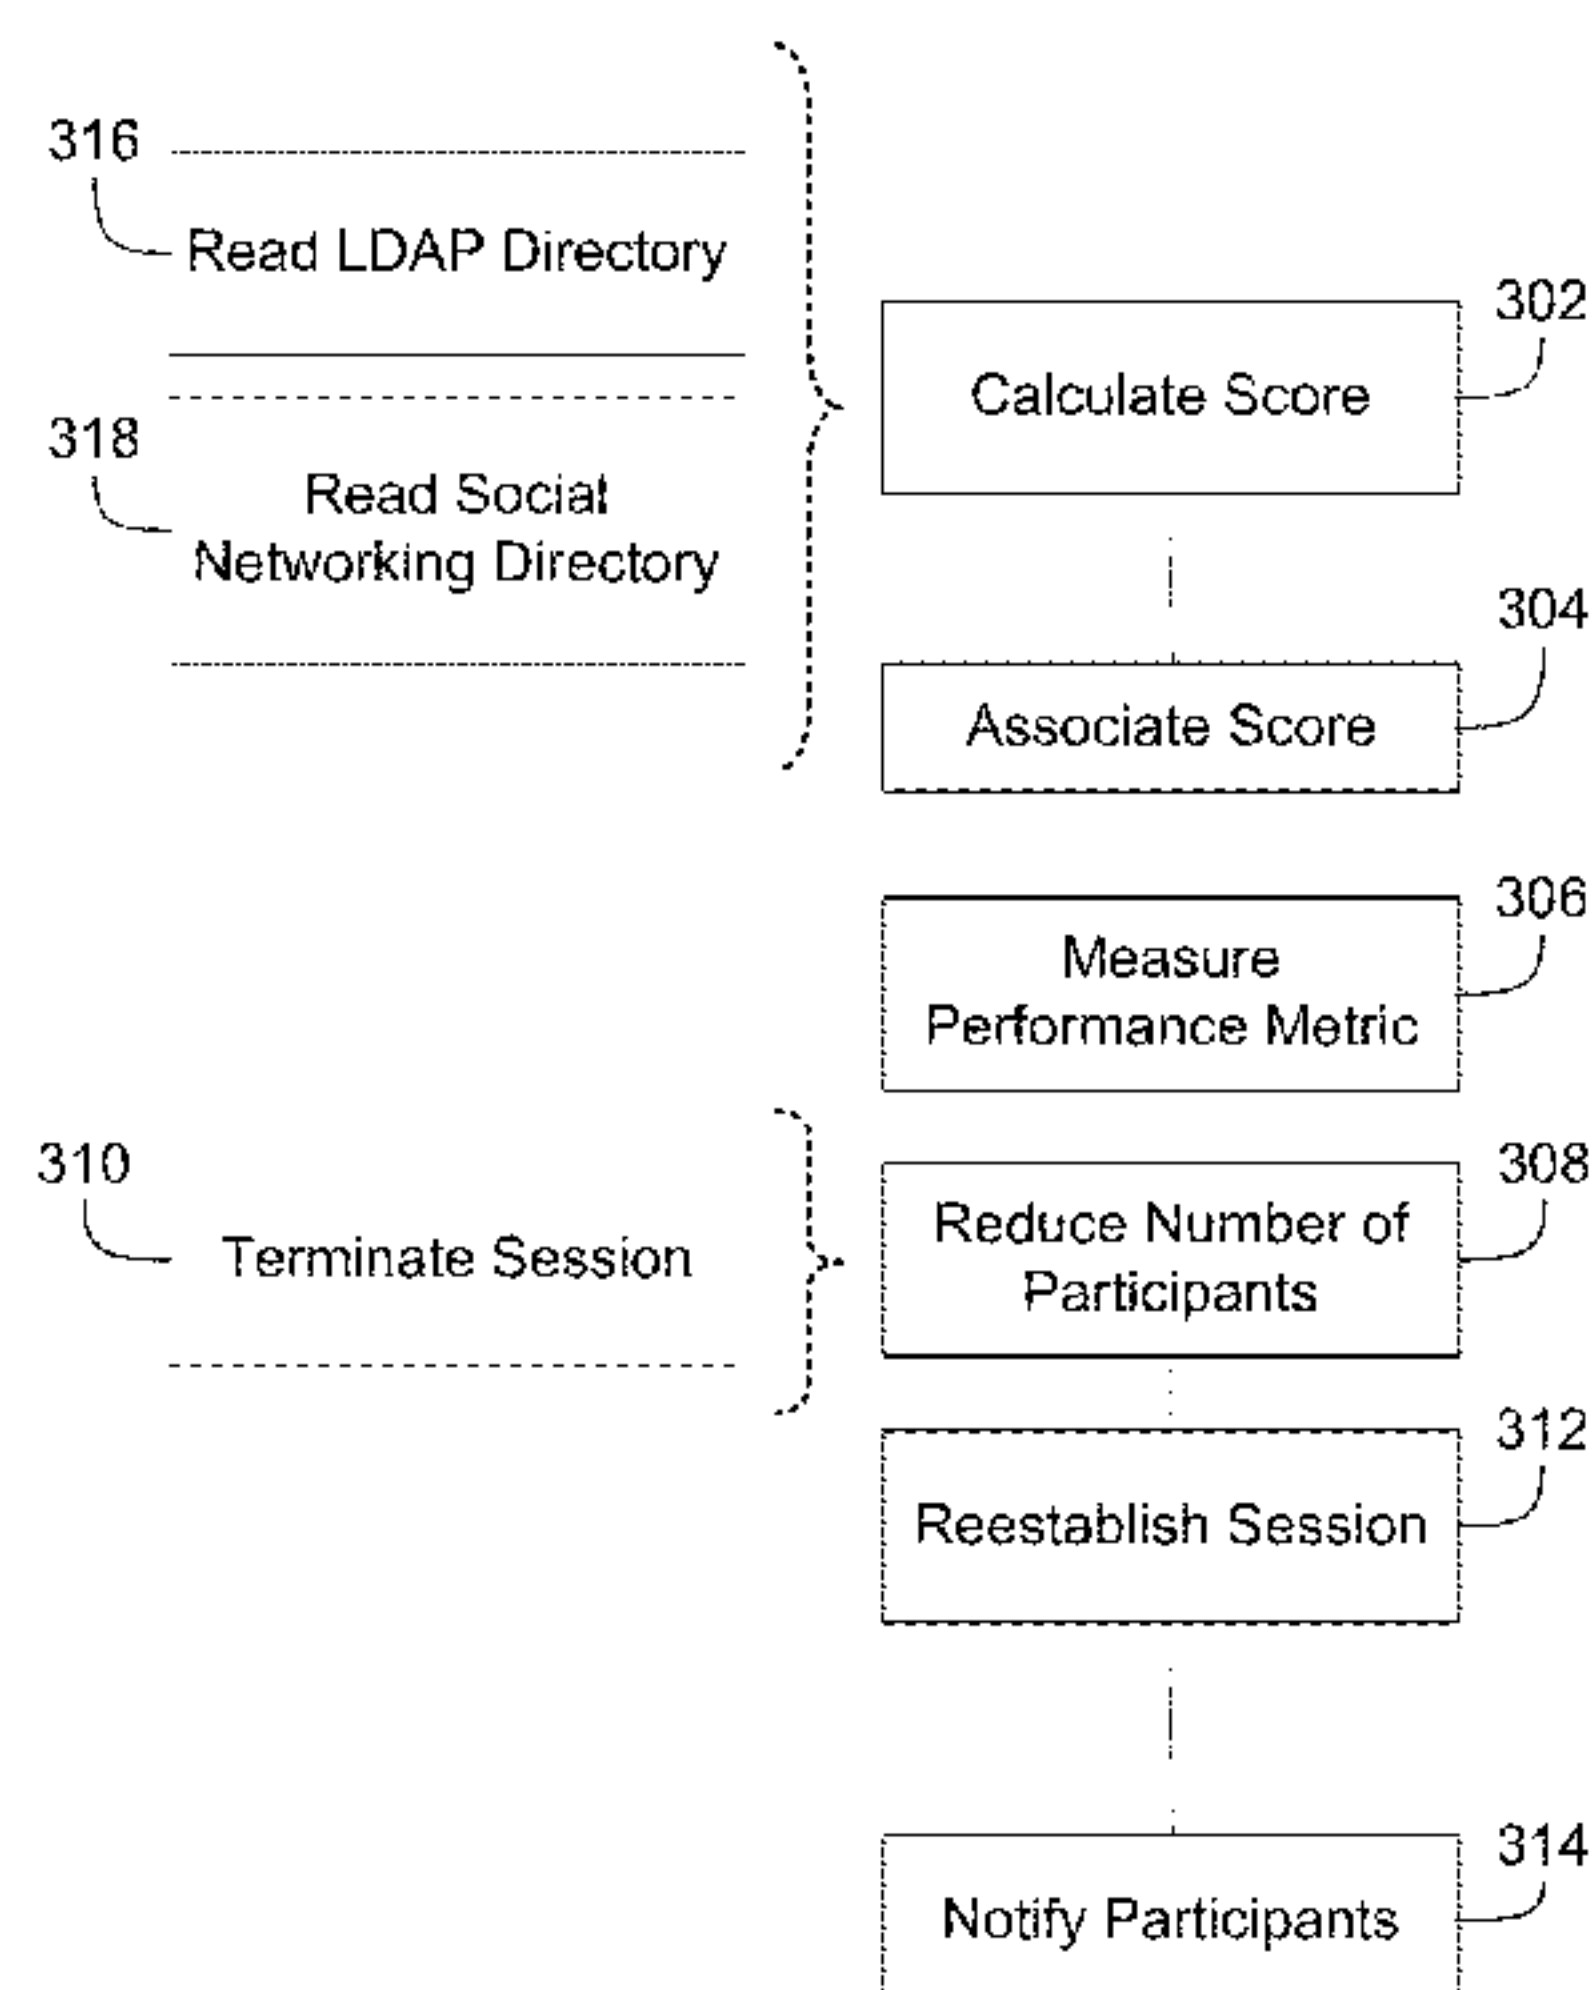 316
Read LDAP Directory
302
Calculate Score
318
Read Social
Networking Directory
304
Associate Score
306
Measure
Performance Metric
310
Terminate Session
308
Reduce Number of
Participants
312
Reestablish Session
314
Notify Participants